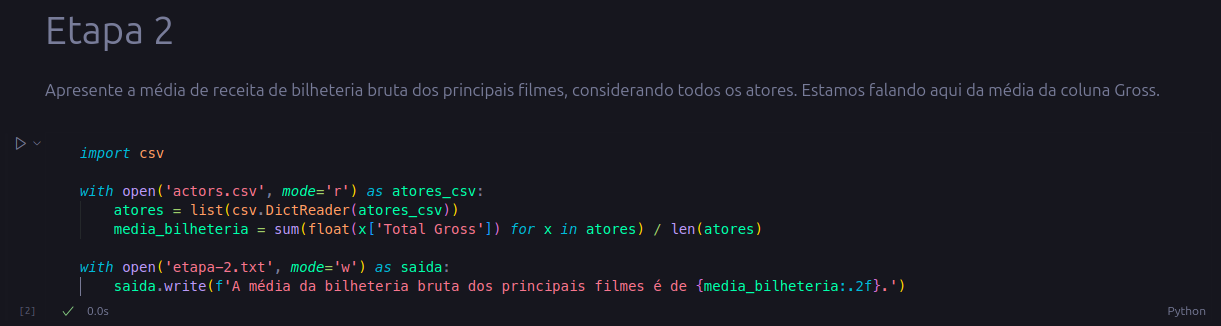 Etapa 2
Apresente a média de receita de bilheteria bruta dos principais filmes, considerando todos os atores. Estamos falando aqui da média da coluna Gross.
import csv
with open('actors.csv', mode='r') as atores_csv:
    atores = list(csv.DictReader(atores_csv))
    media_bilheteria = sum(float(x['Total Gross']) for x in atores) / len(atores)
with open('etapa-2.txt', mode='w') as saida:
    saida.write(f'A média da bilheteria bruta dos principais filmes é de {media_bilheteria:.2f}.')
[2] 0.0s Python